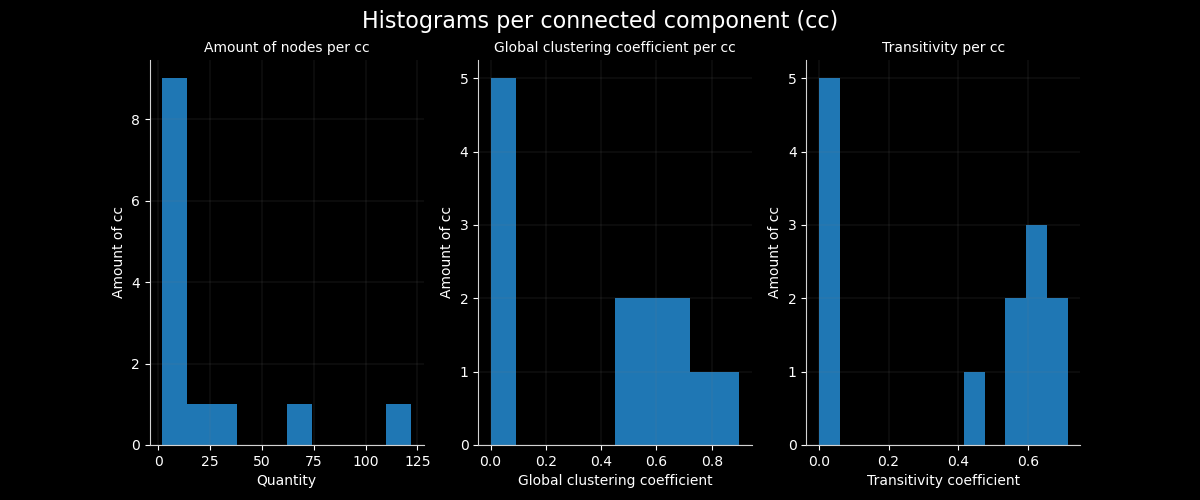 Histograms per connected component (cc)
Amount of nodes per cc
Amount of cc
8
6
4
2
0
0 25 50 75 100 125
Quantity
Global clustering coefficient per cc
Amount of cc
5
4
3
2
1
0
0.0 0.2 0.4 0.6 0.8
Global clustering coefficient
Transitivity per cc
Amount of cc
5
4
3
2
1
0
0.0 0.2 0.4 0.6
Transitivity coefficient